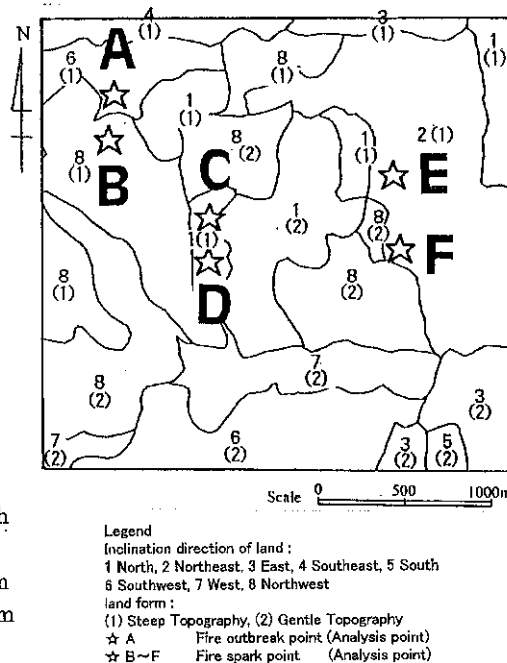 4
(1)
3
(1)
N
A
6
(1)
8
(1)
1
(1)
1
(1)
8
(2)
1
(1)
2(1)
E
8
(1)
B
C
1
(2)
8
(2)
F
1
(1)
D
8
(1)
8
(2)
7
(2)
8
(2)
3
(2)
7
(2)
6
(2)
3
(2)
5
(2)
Scale 0 500 1000m
h
m
m
Legend
Inclination direction of land :
1 North, 2 Northeast, 3 East, 4 Southeast, 5 South
6 Southwest, 7 West, 8 Northwest
land form :
(1) Steep Topography, (2) Gentle Topography
☆ A Fire outbreak point (Analysis point)
☆ B~F Fire spark point (Analysis point)